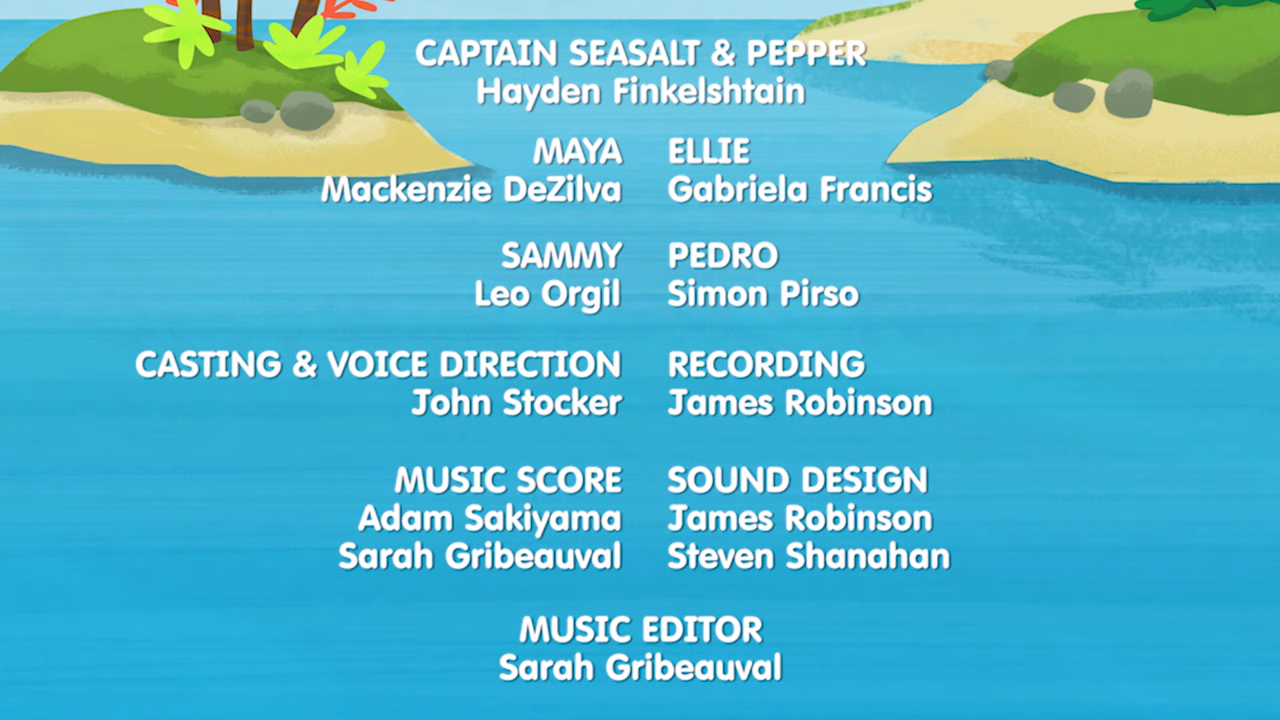 CAPTAIN SEASALT & PEPPER
Hayden Finkelshtain
MAYA
Mackenzie DeZilva
ELLIE
Gabriela Francis
SAMMY
Leo Orgil
PEDRO
Simon Pirso
CASTING & VOICE DIRECTION
John Stocker
RECORDING
James Robinson
MUSIC SCORE
Adam Sakiyama
Sarah Gribeauval
SOUND DESIGN
James Robinson
Steven Shanahan
MUSIC EDITOR
Sarah Gribeauval